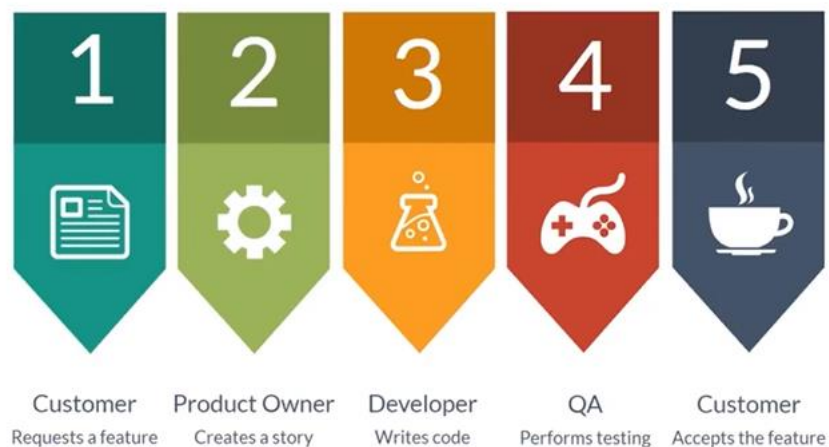 1 2 3 4 5
Customer Product Owner Developer QA Customer
Requests a feature Creates a story Writes code Performs testing Accepts the feature